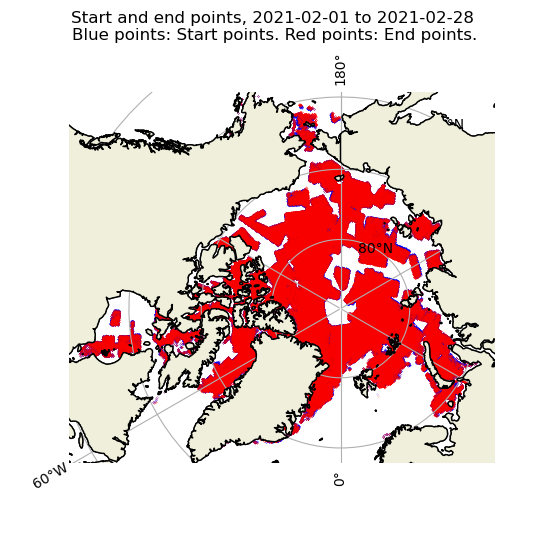 Start and end points, 2021-02-01 to 2021-02-28
Blue points: Start points. Red points: End points.
180°
80°N
60°W
0°